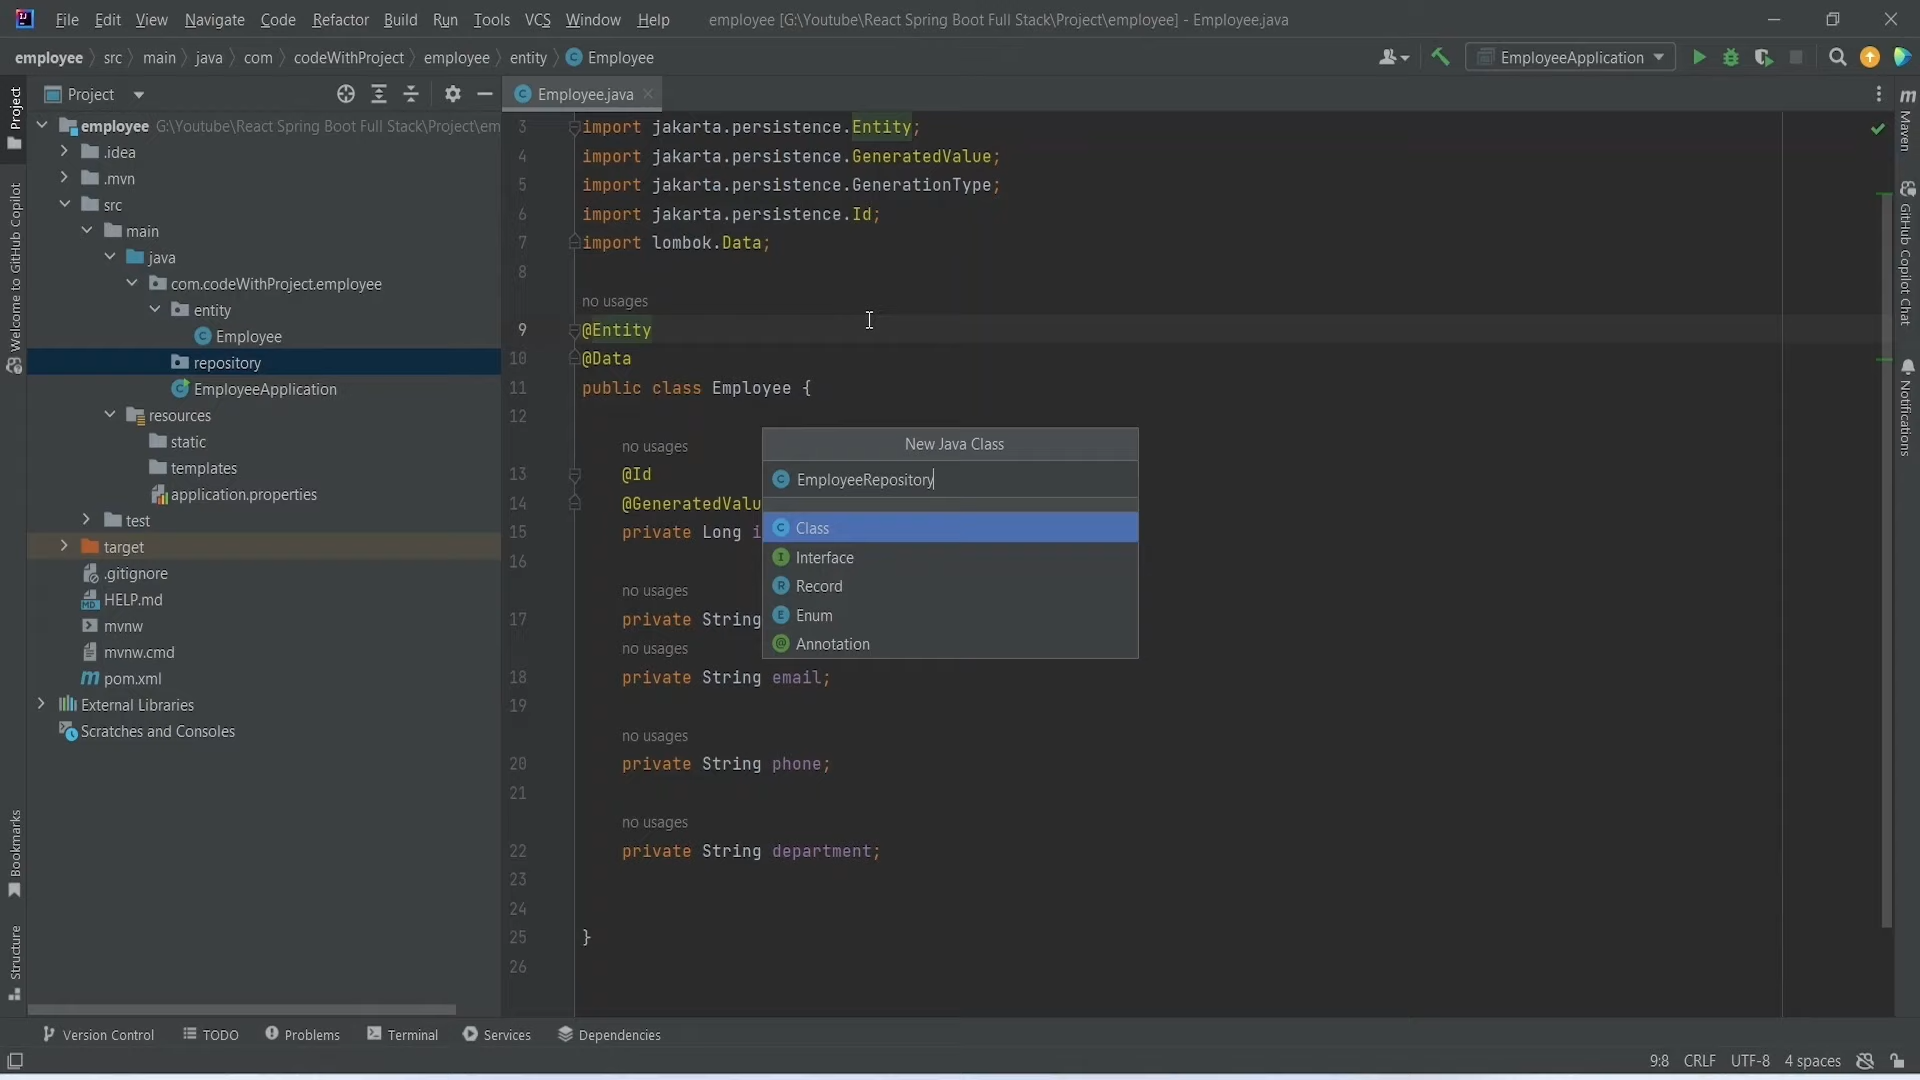 File Edit View Navigate Code Refactor Build Run Tools VCS Window Help employee [G:\Youtube\React Spring Boot Full Stack\Project\employee] - Employee.java
employee src main java com codeWithProject employee entity Employee EmployeeApplication
Project
Employee.java
employee G:\Youtube\React Spring Boot Full Stack\Project\em
.idea
.mvn
src
main
java
com.codeWithProject.employee
entity
Employee
repository
EmployeeApplication
resources
static
templates
application.properties
test
target
.gitignore
HELP.md
mvnw
mvnw.cmd
pom.xml
External Libraries
Scratches and Consoles
3 import jakarta.persistence.Entity;
4 import jakarta.persistence.GeneratedValue;
5 import jakarta.persistence.GenerationType;
6 import jakarta.persistence.Id;
7 import lombok.Data;
8
no usages
9 @Entity
10 @Data
11 public class Employee {
12
no usages
13 @Id
14 @GeneratedValu
15 private Long i
16
no usages
17 private String
no usages
18 private String email;
19
no usages
20 private String phone;
21
no usages
22 private String department;
23
24
25 }
26
New Java Class
EmployeeRepository
Class
Interface
Record
Enum
Annotation
Project
Welcome to GitHub Copilot
Bookmarks
Structure
Maven
GitHub Copilot Chat
Notifications
Version Control TODO Problems Terminal Services Dependencies
9:8 CRLF UTF-8 4 spaces